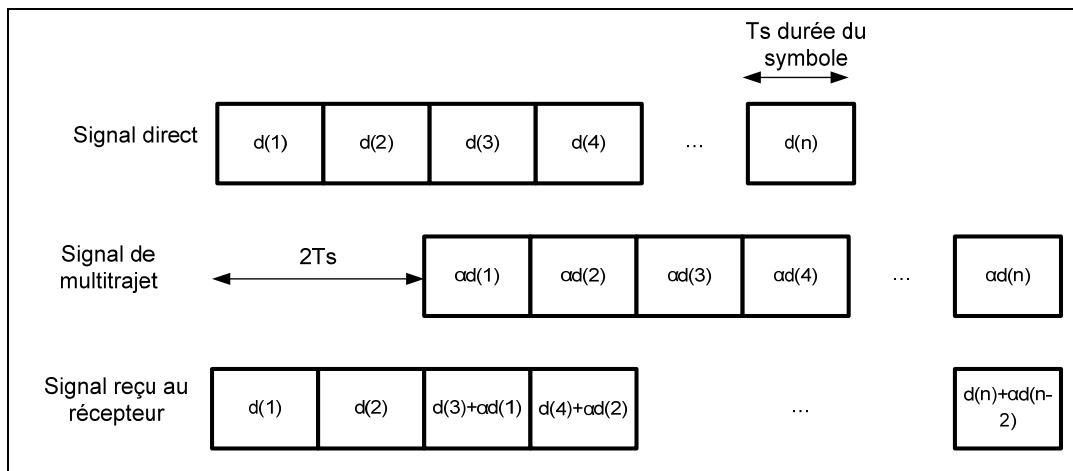 Ts durée du
symbole
Signal direct
d(1) d(2) d(3) d(4) ... d(n)
Signal de
multitrajet
2Ts
αd(1) αd(2) αd(3) αd(4) ... αd(n)
Signal reçu au
récepteur
d(1) d(2) d(3)+αd(1) d(4)+αd(2) ... d(n)+αd(n-
2)